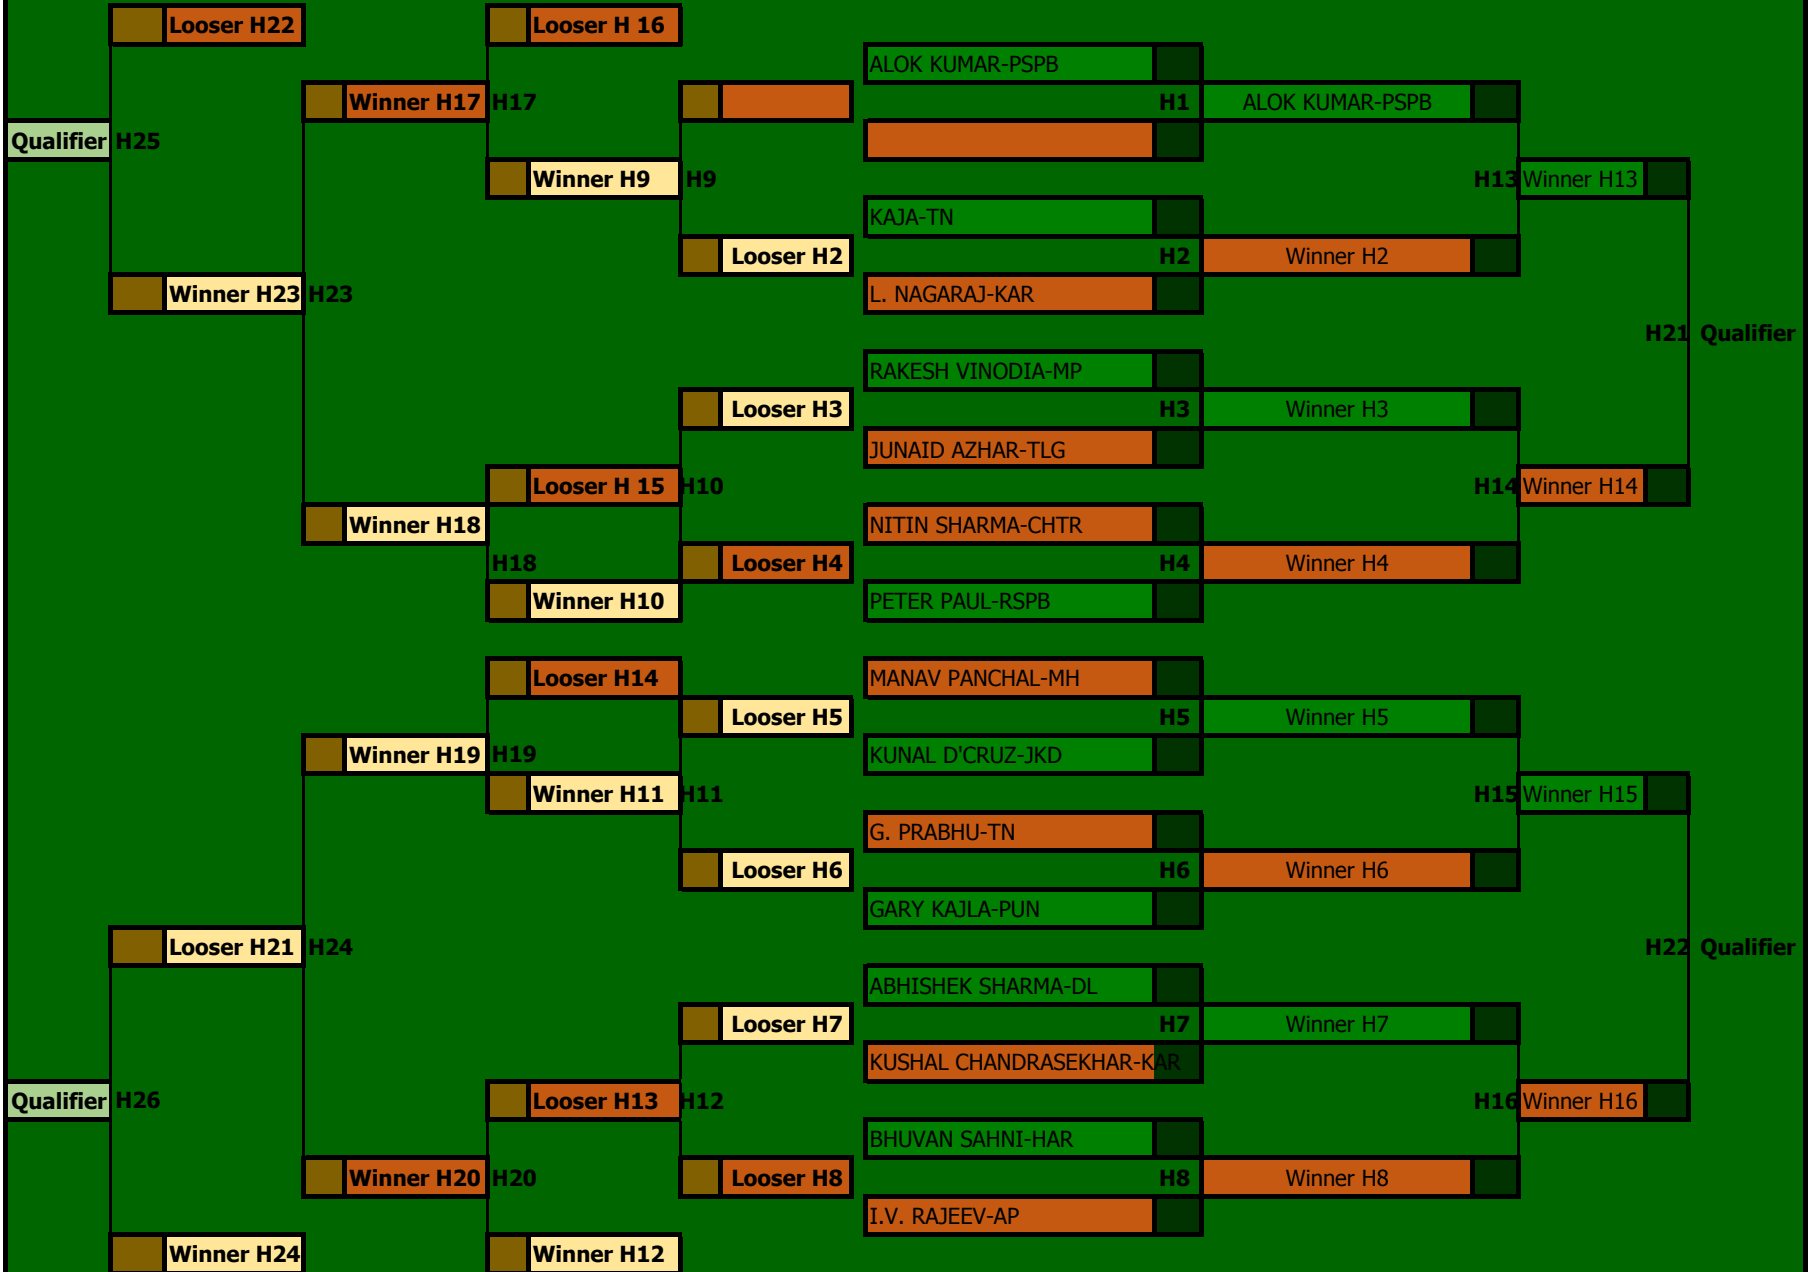 Looser H22 Looser H 16
ALOK KUMAR-PSPB
Winner H17 H17 H1 ALOK KUMAR-PSPB
Qualifier H25
Winner H9 H9 H13 Winner H13
KAJA-TN
Looser H2 H2 Winner H2
Winner H23 H23 L. NAGARAJ-KAR
H21 Qualifier
RAKESH VINODIA-MP
Looser H3 H3 Winner H3
JUNAID AZHAR-TLG
Looser H 15 H10 H14 Winner H14
Winner H18 NITIN SHARMA-CHTR
H18 Looser H4 H4 Winner H4
Winner H10 PETER PAUL-RSPB
Looser H14 MANAV PANCHAL-MH
Looser H5 H5 Winner H5
Winner H19 H19 KUNAL D'CRUZ-JKD
Winner H11 H11 H15 Winner H15
G. PRABHU-TN
Looser H6 H6 Winner H6
GARY KAJLA-PUN
Looser H21 H24 H22 Qualifier
ABHISHEK SHARMA-DL
Looser H7 H7 Winner H7
KUSHAL CHANDRASEKHAR-KAR
Qualifier H26 Looser H13 H12 H16 Winner H16
BHUVAN SAHNI-HAR
Winner H20 H20 Looser H8 H8 Winner H8
I.V. RAJEEV-AP
Winner H24 Winner H12